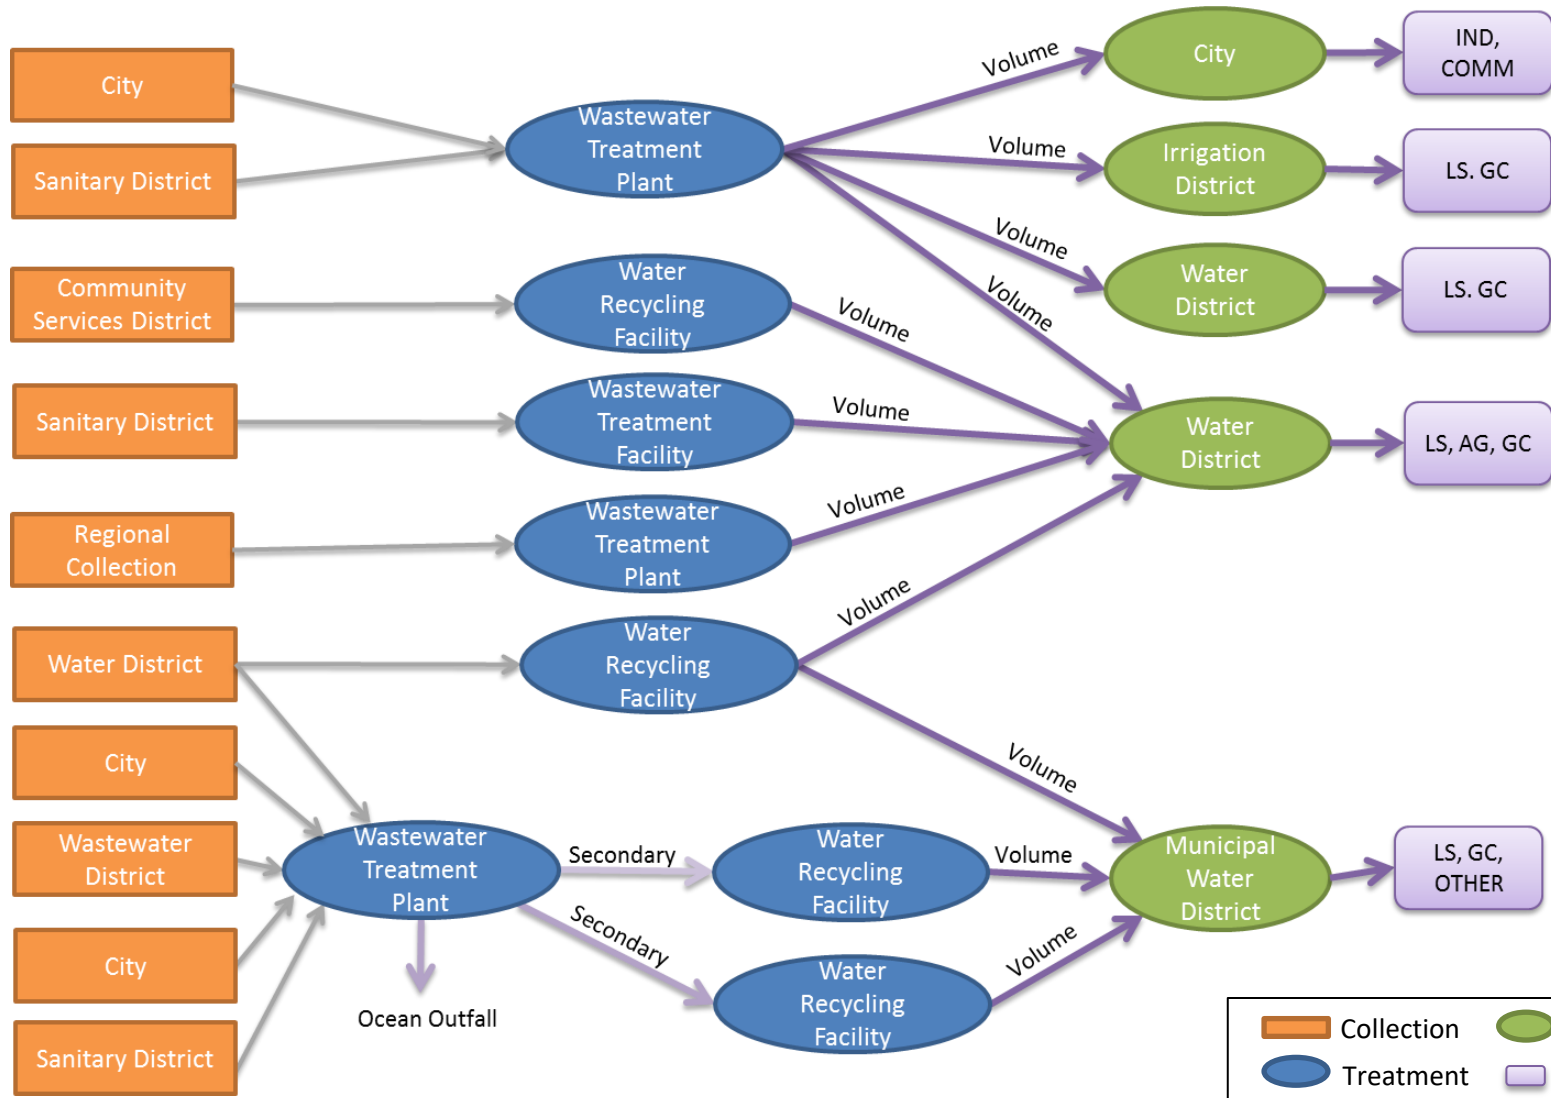 City
Sanitary District
Community
Services District
Sanitary District
Regional
Collection
Water District
City
Wastewater
District
City
Sanitary District
Wastewater
Treatment
Plant
Water
Recycling
Facility
Wastewater
Treatment
Facility
Wastewater
Treatment
Plant
Water
Recycling
Facility
Wastewater
Treatment
Plant
Secondary
Secondary
Ocean Outfall
Water
Recycling
Facility
Water
Recycling
Facility
Volume
Volume
Volume
Volume
Volume
Volume
Volume
Volume
Volume
Volume
Volume
City
Irrigation
District
Water
District
Water
District
Municipal
Water
District
IND,
COMM
LS. GC
LS. GC
LS, AG, GC
LS, GC,
OTHER
Collection
Treatment